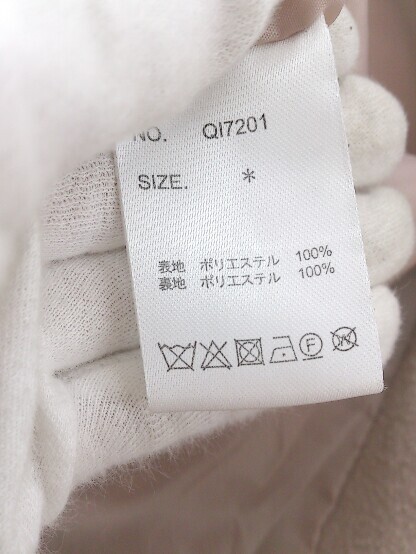 NO. QI7201
SIZE. *
表地 ポリエステル 100%
裏地 ポリエステル 100%
F W